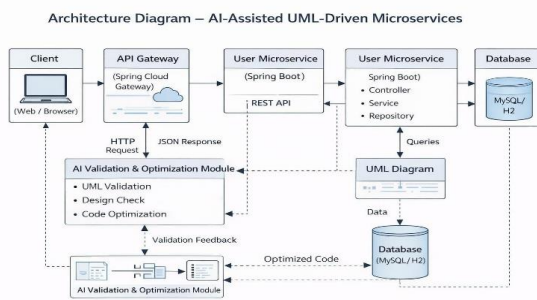 Architecture Diagram – AI-Assisted UML-Driven Microservices
Client
(Web / Browser)
API Gateway
(Spring Cloud
Gateway)
User Microservice
(Spring Boot)
REST API
User Microservice
Spring Boot)
• Controller
• Service
• Repository
Database
MySQL/
H2
HTTP
Request
JSON Response
Queries
AI Validation & Optimization Module
• UML Validation
• Design Check
• Code Optimization
UML Diagram
Data
Validation Feedback
Optimized Code
Database
(MySQL/H2)
AI Validation & Optimization Module